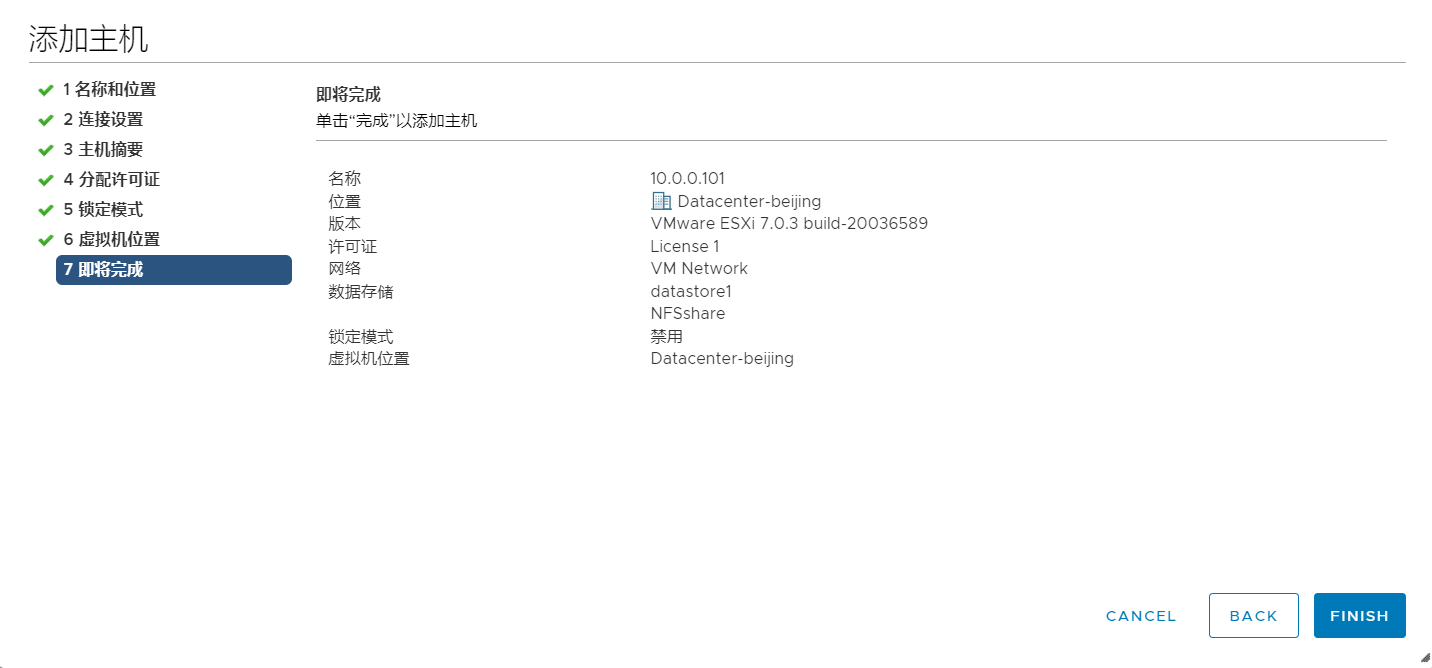 添加主机
1 名称和位置
2 连接设置
3 主机摘要
4 分配许可证
5 锁定模式
6 虚拟机位置
7 即将完成
即将完成
单击“完成”以添加主机
名称 10.0.0.101
位置 Datacenter-beijing
版本 VMware ESXi 7.0.3 build-20036589
许可证 License 1
网络 VM Network
数据存储 datastore1
NFSshare
锁定模式 禁用
虚拟机位置 Datacenter-beijing
CANCEL BACK FINISH